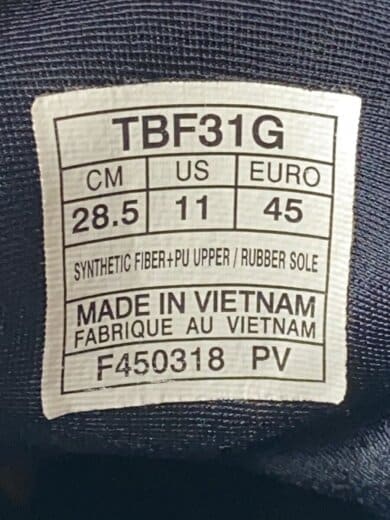 TBF31G
CM US EURO
28.5 11 45
SYNTHETIC FIBER+PU UPPER / RUBBER SOLE
MADE IN VIETNAM
FABRIQUE AU VIETNAM
F450318 PV